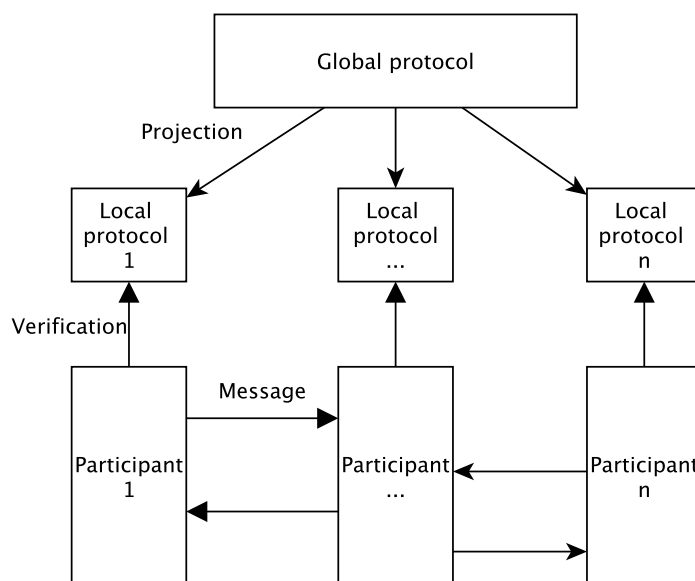 Global protocol
Projection
Local
protocol
1
Local
protocol
...
Local
protocol
n
Verification
Message
Participant
1
Participant
...
Participant
n